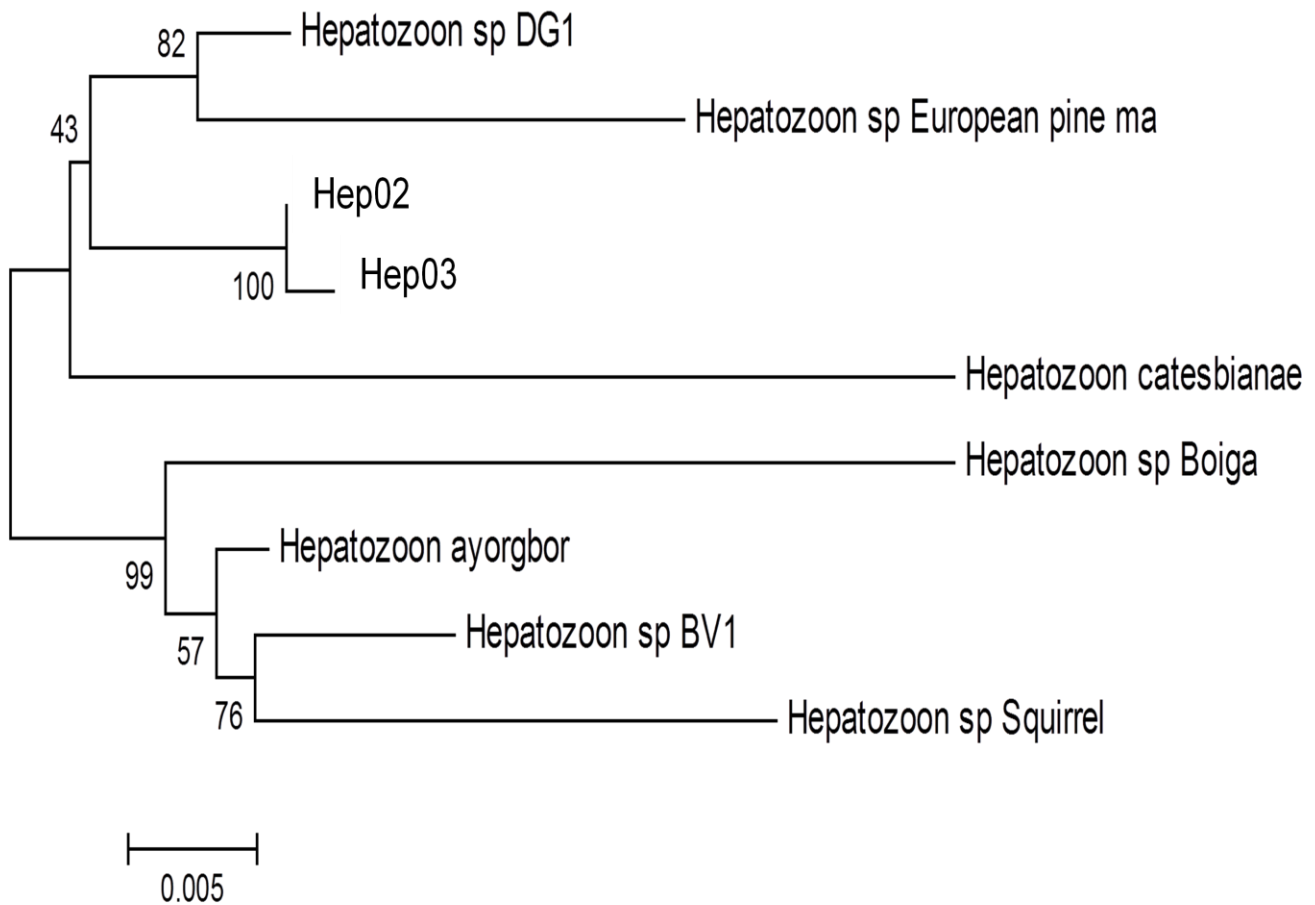 82
Hepatozoon sp DG1
Hepatozoon sp European pine ma
43
Hep02
Hep03
100
Hepatozoon catesbianae
Hepatozoon sp Boiga
Hepatozoon ayorgbor
99
Hepatozoon sp BV1
57
76
Hepatozoon sp Squirrel
0.005